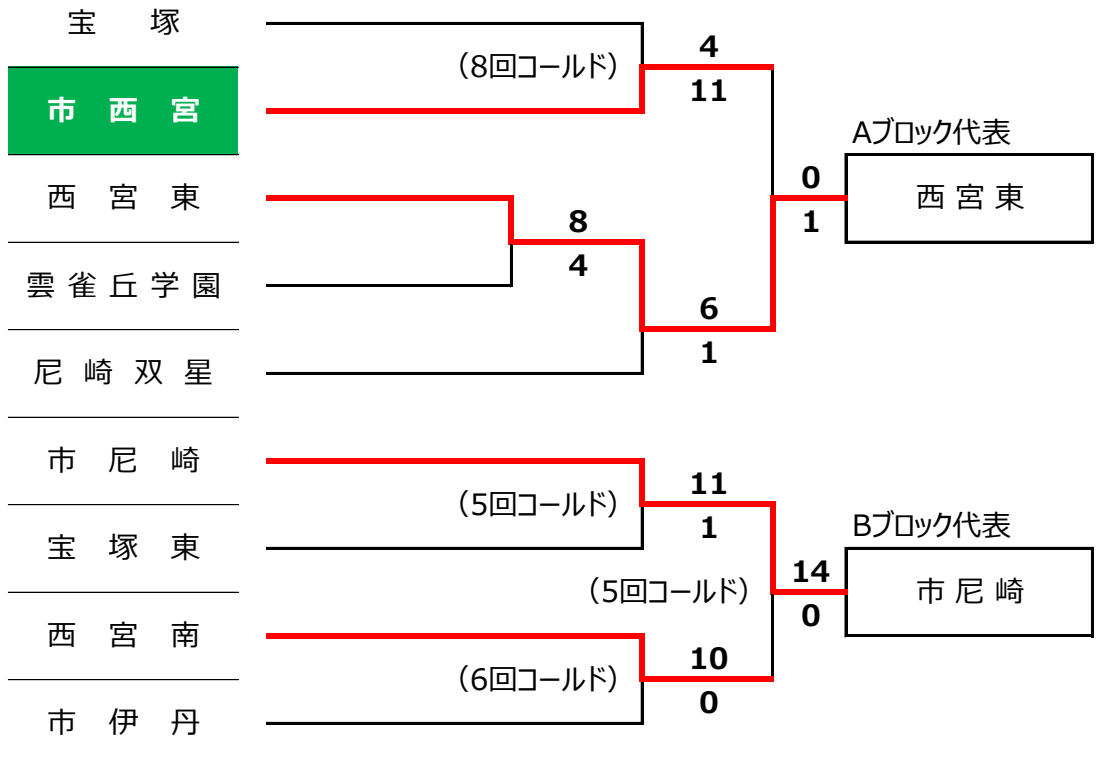 宝塚
(8回コールド)
4
11
市西宮
Aブロック代表
西宮東
0
1
西宮東
8
4
雲雀丘学園
6
1
尼崎双星
市尼崎
(5回コールド)
11
1
Bブロック代表
宝塚東
(5回コールド)
14
0
市尼崎
西宮南
(6回コールド)
10
0
市伊丹